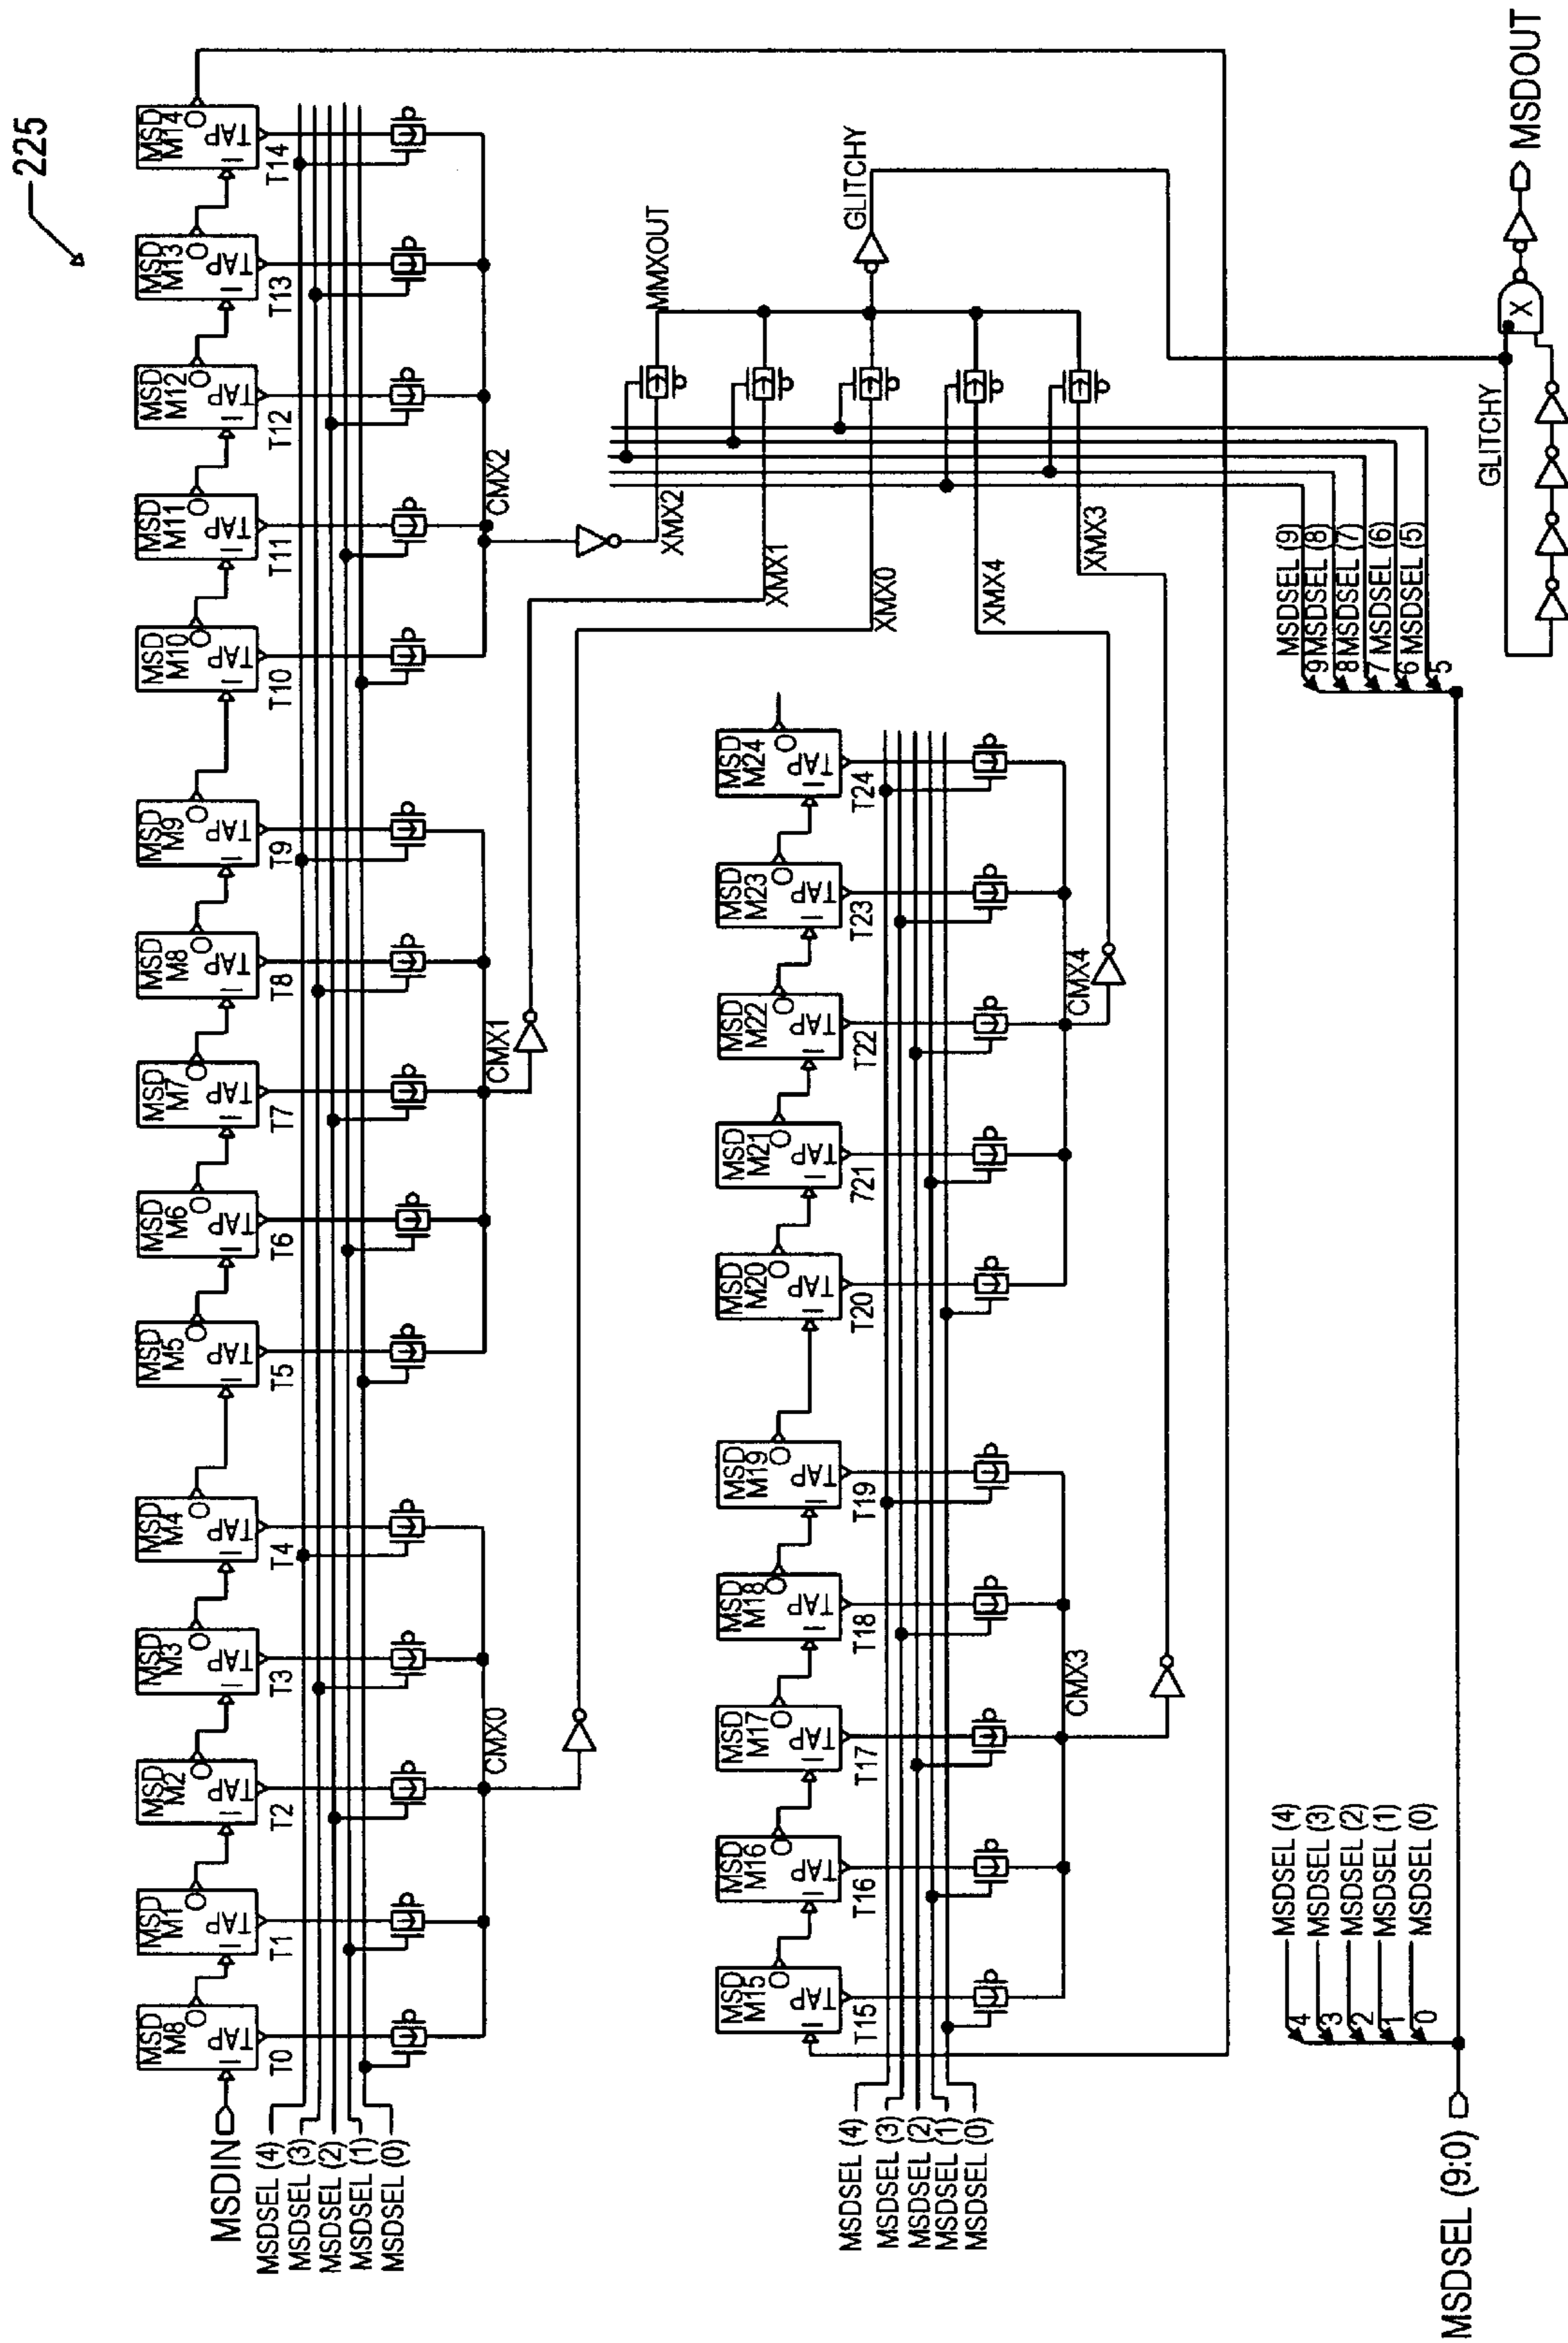 225
MSD M8 I O TAP
MSD M1 I O TAP
MSD M2 I O TAP
MSD M3 I O TAP
MSD M4 I O TAP
MSD M5 I O TAP
MSD M6 I O TAP
MSD M7 I O TAP
MSD M8 I O TAP
MSD M9 I O TAP
MSD M10 I O TAP
MSD M11 I O TAP
MSD M12 I O TAP
MSD M13 I O TAP
MSD M14 I O TAP
MSDIN
T0 T1 T2 T3 T4 T5 T6 T7 T8 T9 T10 T11 T12 T13 T14
MSDSEL (4)
MSDSEL (3)
MSDSEL (2)
MSDSEL (1)
MSDSEL (0)
CMX0 CMX1 CMX2
MMXOUT
XMX2
XMX1
XMX0
XMX4
XMX3
GLITCHY
MSD M15 I O TAP
MSD M16 I O TAP
MSD M17 I O TAP
MSD M18 I O TAP
MSD M19 I O TAP
MSD M20 I O TAP
MSD M21 I O TAP
MSD M22 I O TAP
MSD M23 I O TAP
MSD M24 I O TAP
T15 T16 T17 T18 T19 T20 721 T22 T23 T24
MSDSEL (4)
MSDSEL (3)
MSDSEL (2)
MSDSEL (1)
MSDSEL (0)
CMX3 CMX4
4 MSDSEL (4)
3 MSDSEL (3)
2 MSDSEL (2)
1 MSDSEL (1)
0 MSDSEL (0)
9 MSDSEL (9)
8 MSDSEL (8)
7 MSDSEL (7)
6 MSDSEL (6)
5 MSDSEL (5)
MSDSEL (9:0)
GLITCHY
X
MSDOUT